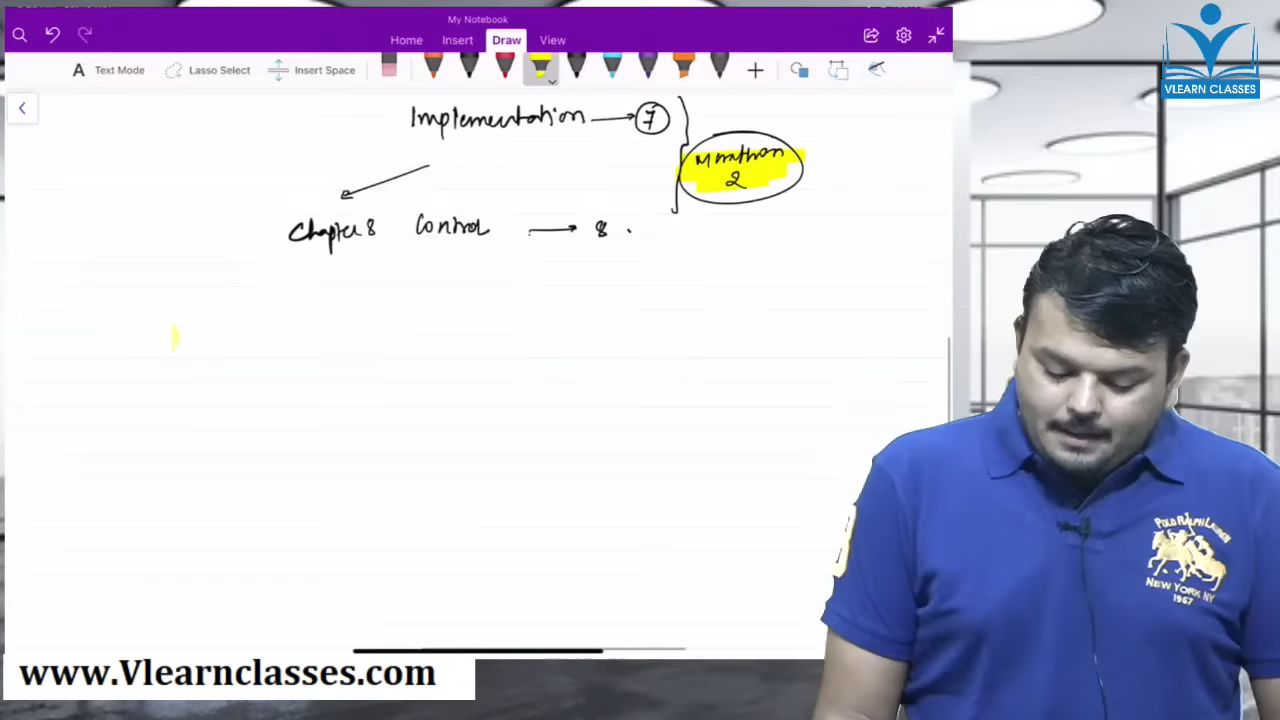 My Notebook
Home Insert Draw View
A Text Mode Lasso Select Insert Space
Implementation → 7
Marathon
2
Chapter 8 Control → 8 .
VLEARN CLASSES
POLO RALPH LAUNCH
NEW YORK NY
1967
www.Vlearnclasses.com